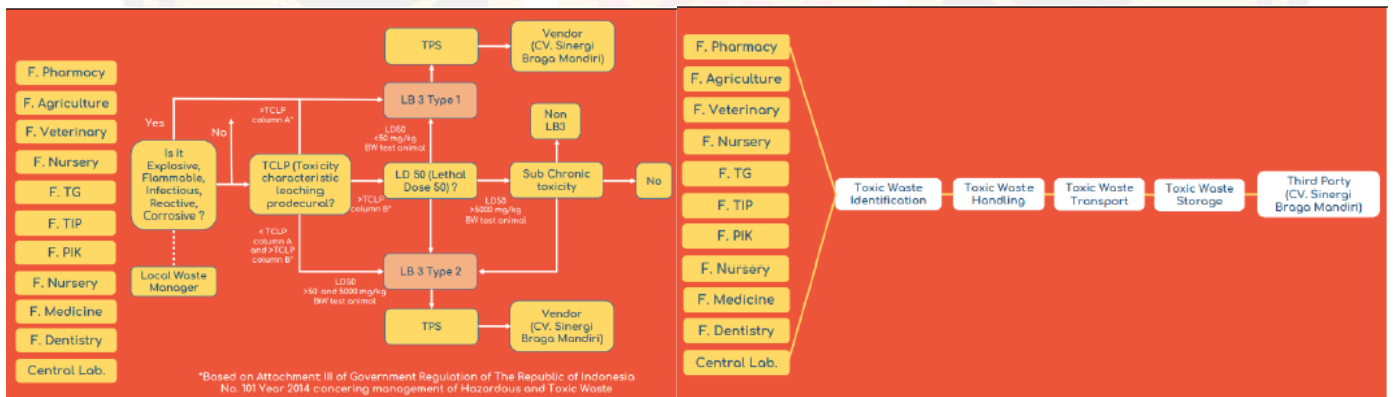 F. Pharmacy
F. Agriculture
F. Veterinary
F. Nursery
F. TG
F. TIP
F. PIK
F. Nursery
F. Medicine
F. Dentistry
Central Lab.
Yes
No
Is it
Explosive,
Flammable,
Infectious,
Reactive,
Corrosive ?
Local Waste
Manager
>TCLP
column A*
TCLP (Toxicity
characteristic
leaching
prodecural?
< TCLP
column A
and >TCLP
column B*
>TCLP
column B*
TPS
Vendor
(CV. Sinergi
Braga Mandiri)
LB 3 Type 1
LD50
<50 mg/kg
BW test animal
LD 50 (Lethal
Dose 50) ?
LD50
>5000 mg/kg
BW test animal
Non
LB3
Sub Chronic
toxicity
No
LB 3 Type 2
LD50
>50 and 5000 mg/kg
BW test animal
TPS
Vendor
(CV. Sinergi
Braga Mandiri)
*Based on Attachment III of Government Regulation of The Republic of Indonesia
No. 101 Year 2014 concering management of Hazardous and Toxic Waste
F. Pharmacy
F. Agriculture
F. Veterinary
F. Nursery
F. TG
F. TIP
F. PIK
F. Nursery
F. Medicine
F. Dentistry
Central Lab.
Toxic Waste
Identification
Toxic Waste
Handling
Toxic Waste
Transport
Toxic Waste
Storage
Third Party
(CV. Sinergi
Braga Mandiri)